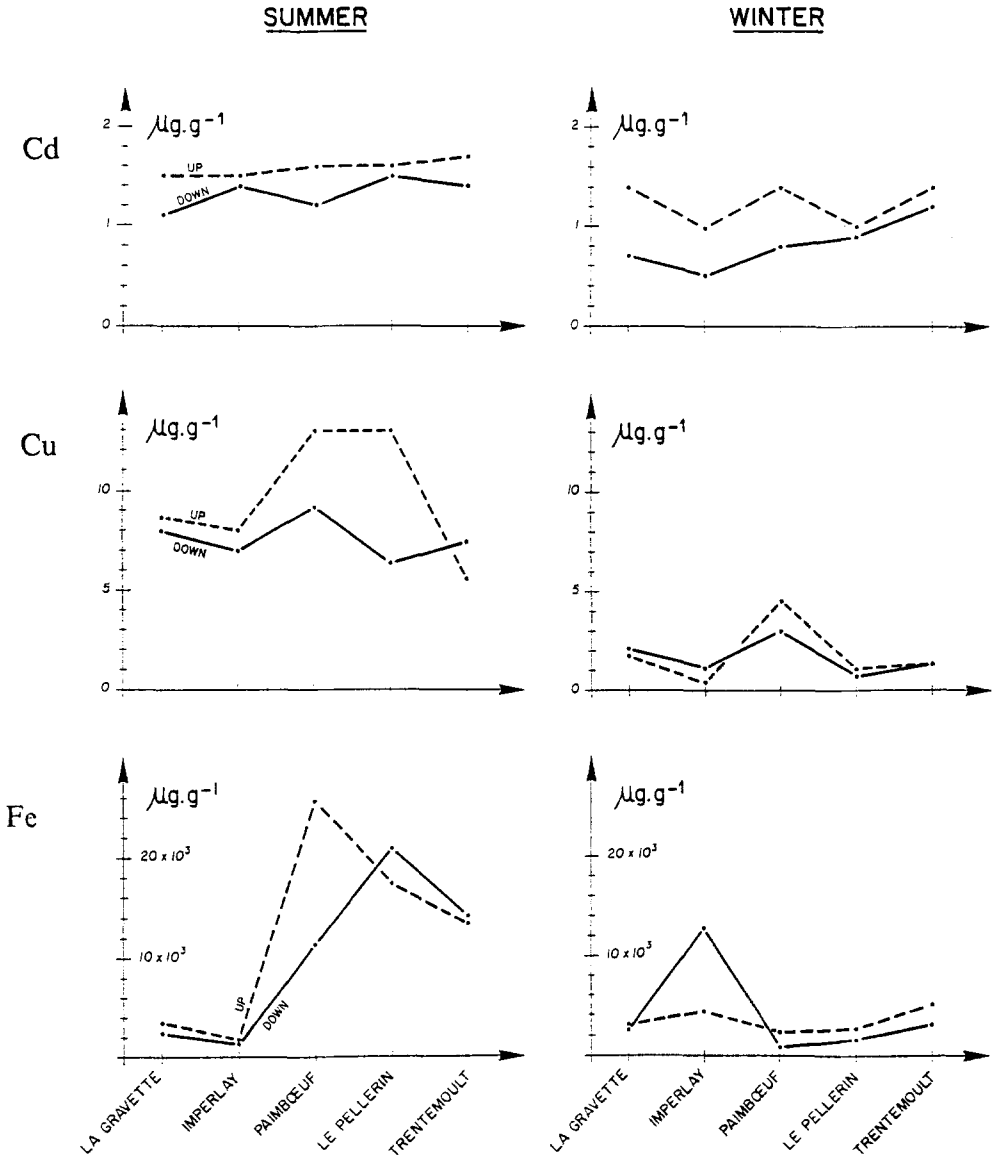 SUMMER
WINTER
Cd
2
µg.g⁻¹
UP
DOWN
1
0
2
µg.g⁻¹
1
0
Cu
µg.g⁻¹
10
UP
DOWN
5
0
µg.g⁻¹
10
5
0
Fe
µg.g⁻¹
20 x 10³
10 x 10³
UP
DOWN
µg.g⁻¹
20 x 10³
10 x 10³
LA GRAVETTE
IMPERLAY
PAIMBŒUF
LE PELLERIN
TRENTEMOULT
LA GRAVETTE
IMPERLAY
PAIMBŒUF
LE PELLERIN
TRENTEMOULT